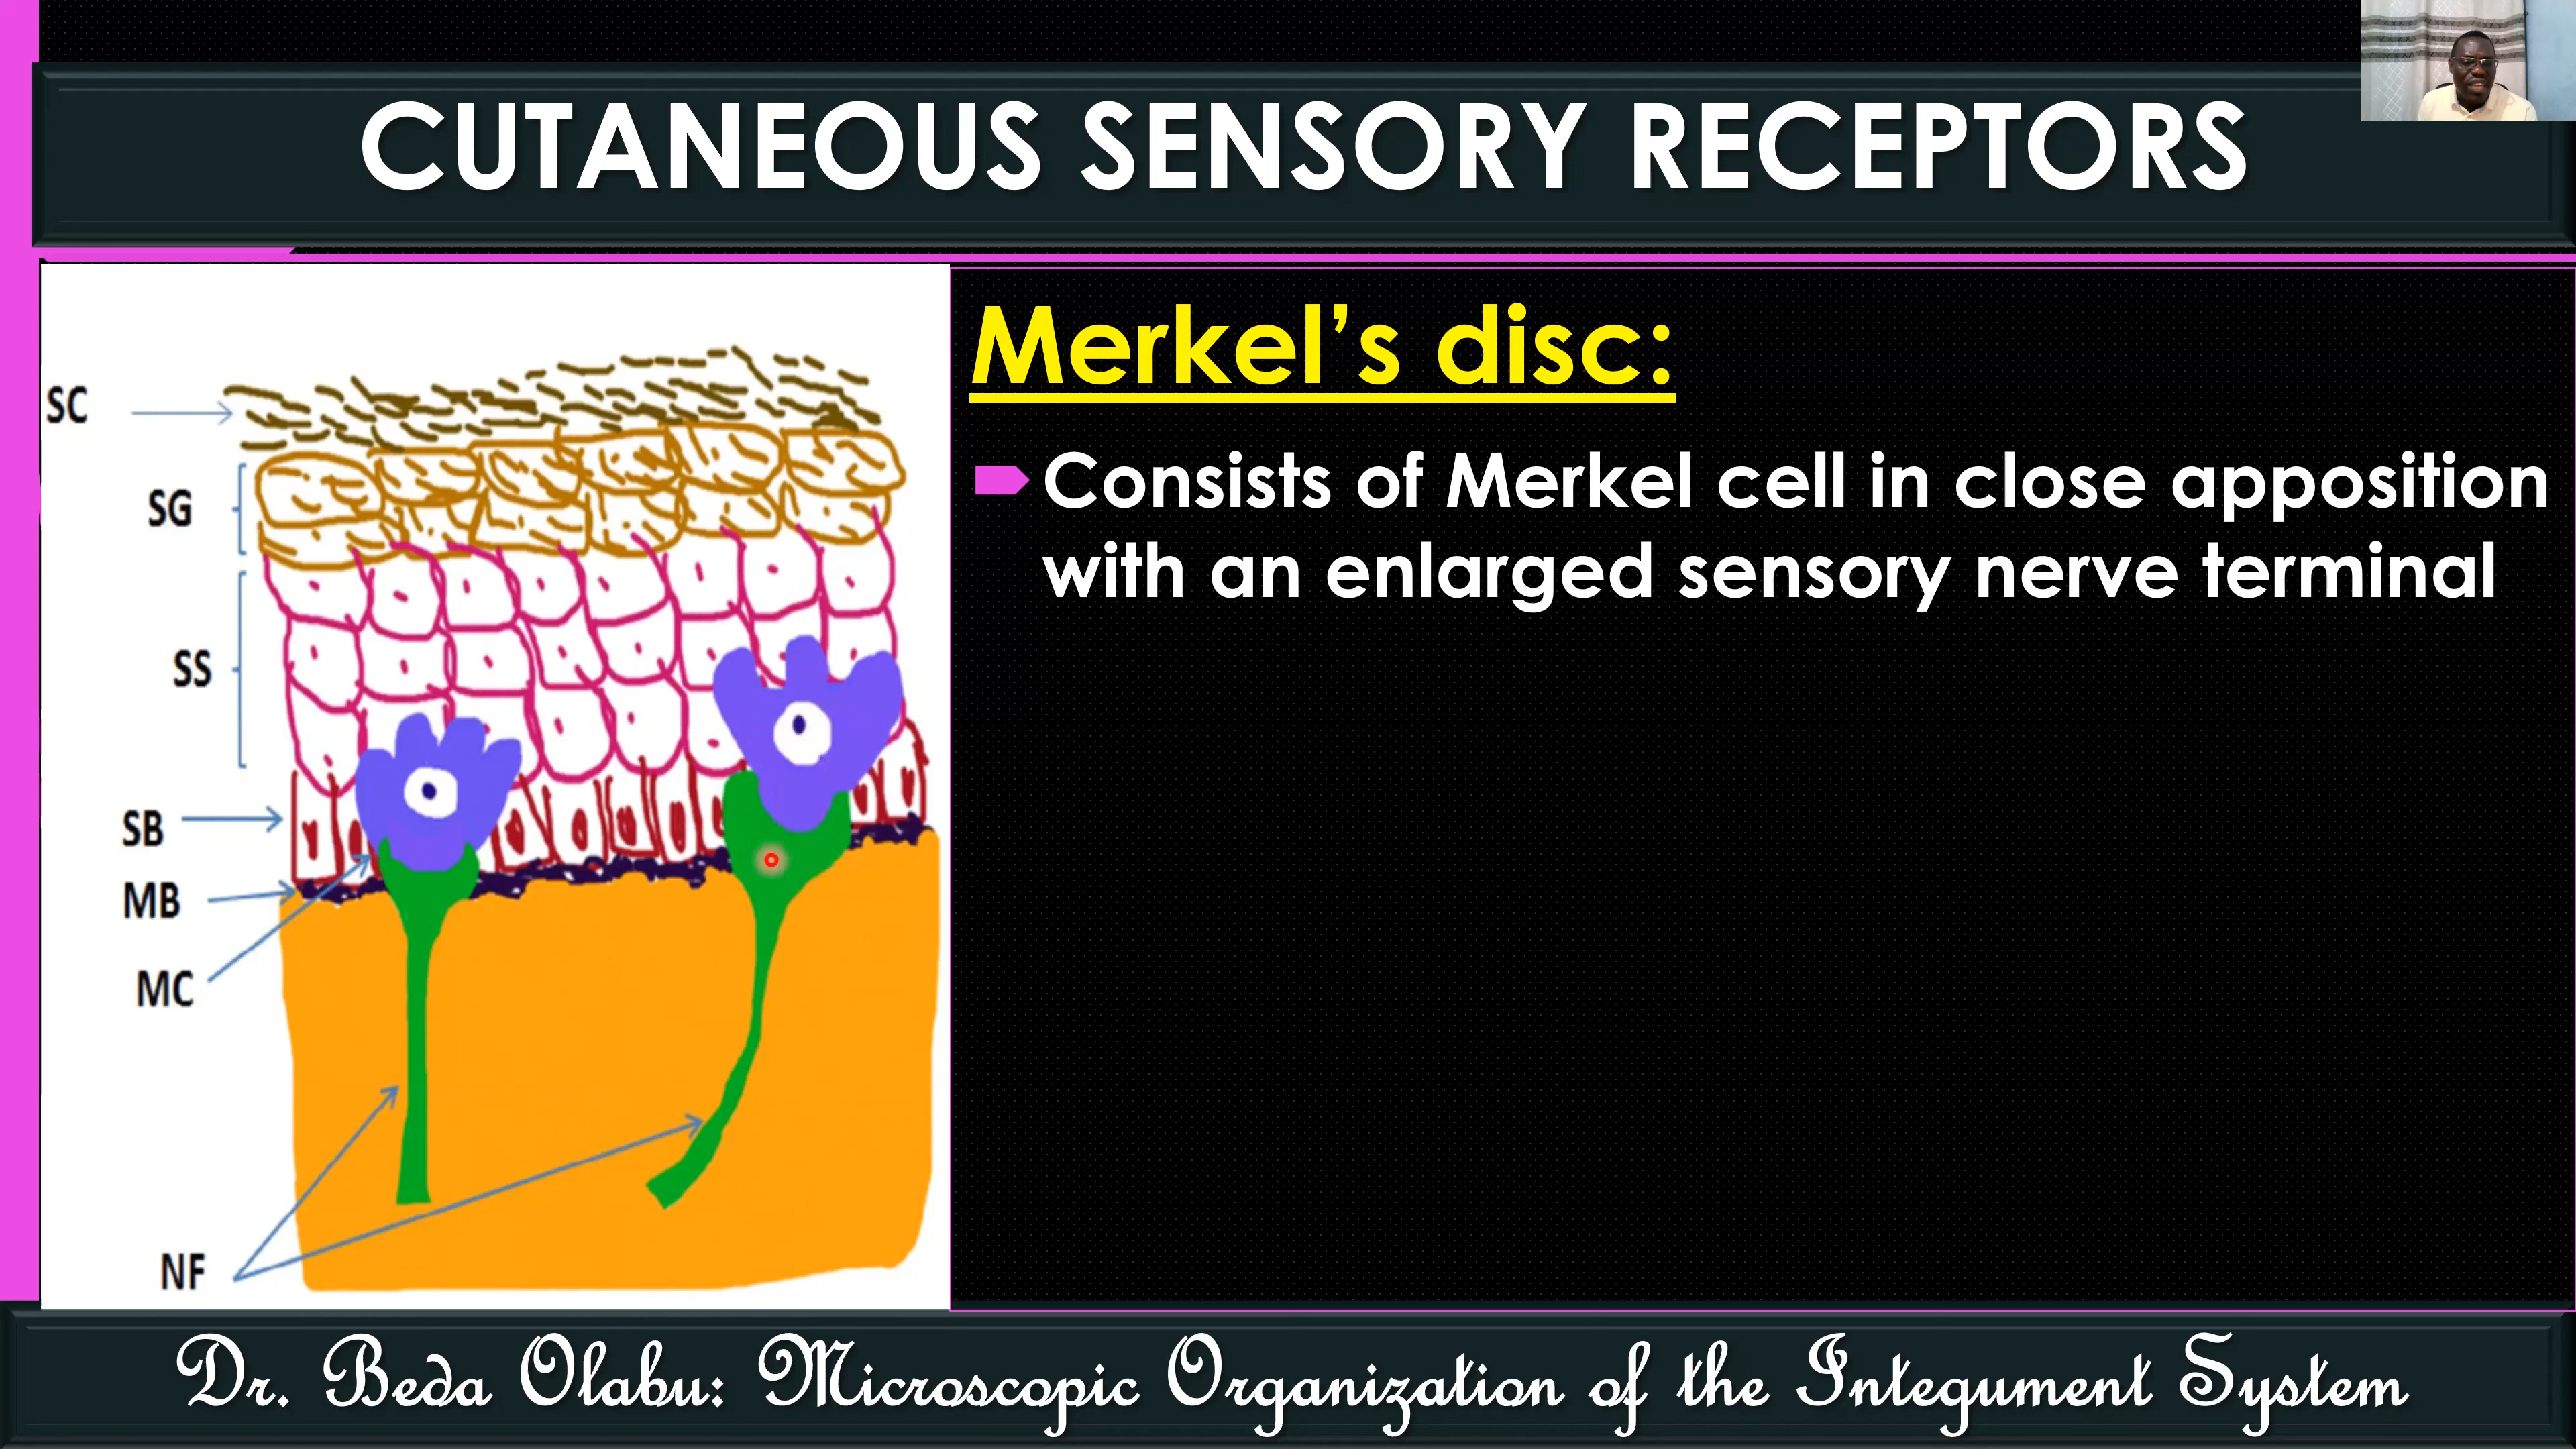 CUTANEOUS SENSORY RECEPTORS
SC
SG
SS
SB
MB
MC
NF
Merkel’s disc:
Consists of Merkel cell in close apposition
with an enlarged sensory nerve terminal
Dr. Beda Olabu: Microscopic Organization of the Integument System